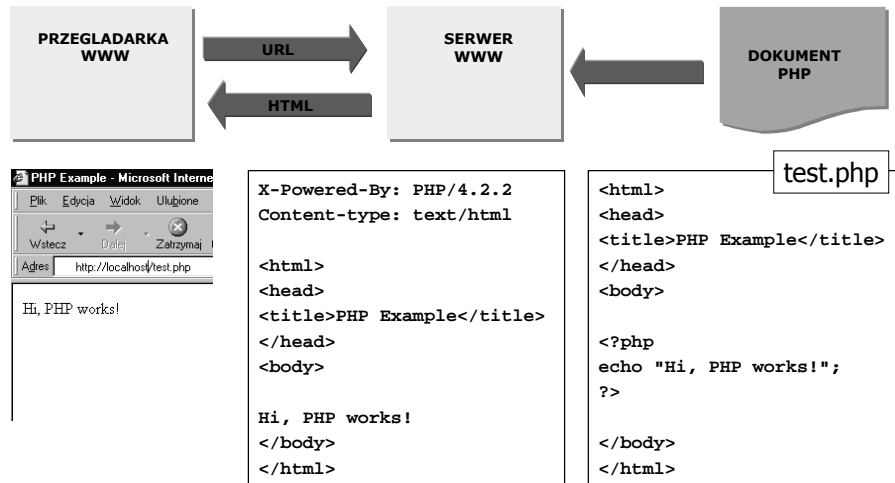 PRZEGLADARKA
WWW
URL
HTML
SERWER
WWW
DOKUMENT
PHP
PHP Example - Microsoft Interne
Plik Edycja Widok Ulubione
Wstecz Dalej Zatrzymaj
Adres http://localhost/test.php
Hi, PHP works!
X-Powered-By: PHP/4.2.2
Content-type: text/html
<html>
<head>
<title>PHP Example</title>
</head>
<body>
Hi, PHP works!
</body>
</html>
test.php
<html>
<head>
<title>PHP Example</title>
</head>
<body>
<?php
echo "Hi, PHP works!";
?>
</body>
</html>